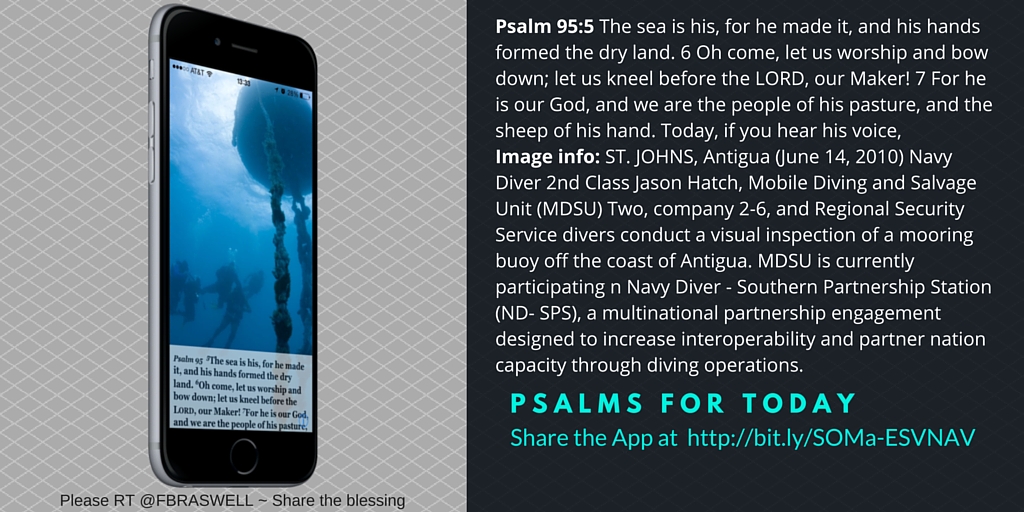 AT&T
13:35
28%
Psalm 95 ⁵The sea is his, for he made
it, and his hands formed the dry
land. ⁶Oh come, let us worship and
bow down; let us kneel before the
LORD, our Maker! ⁷For he is our God,
and we are the people of his pasture,
Please RT @FBRASWELL ~ Share the blessing
Psalm 95:5 The sea is his, for he made it, and his hands
formed the dry land. 6 Oh come, let us worship and bow
down; let us kneel before the LORD, our Maker! 7 For he
is our God, and we are the people of his pasture, and the
sheep of his hand. Today, if you hear his voice,
Image info: ST. JOHNS, Antigua (June 14, 2010) Navy
Diver 2nd Class Jason Hatch, Mobile Diving and Salvage
Unit (MDSU) Two, company 2-6, and Regional Security
Service divers conduct a visual inspection of a mooring
buoy off the coast of Antigua. MDSU is currently
participating n Navy Diver - Southern Partnership Station
(ND- SPS), a multinational partnership engagement
designed to increase interoperability and partner nation
capacity through diving operations.
PSALMS FOR TODAY
Share the App at http://bit.ly/SOMa-ESVNAV